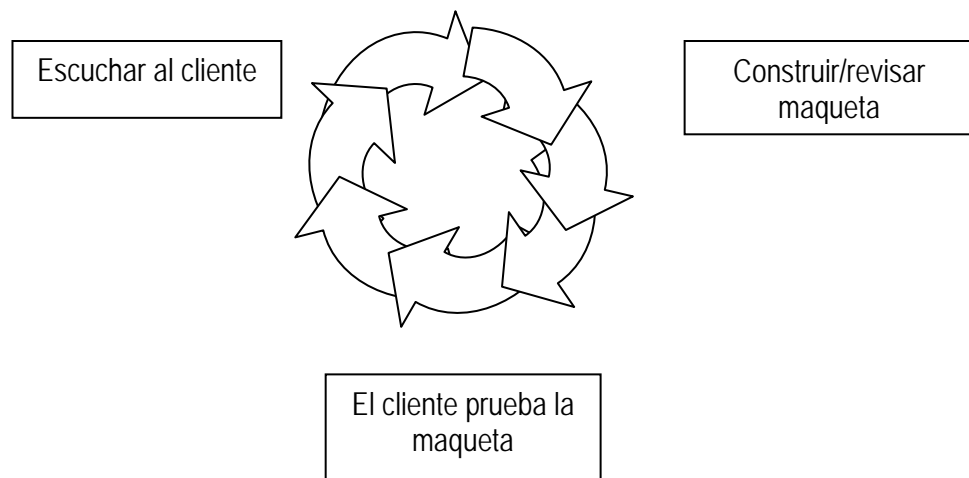 Escuchar al cliente
Construir/revisar
maqueta
El cliente prueba la
maqueta